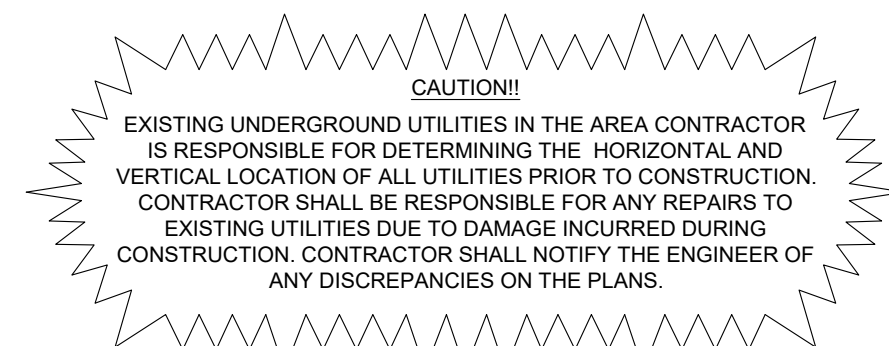 CAUTION!!
EXISTING UNDERGROUND UTILITIES IN THE AREA CONTRACTOR
IS RESPONSIBLE FOR DETERMINING THE HORIZONTAL AND
VERTICAL LOCATION OF ALL UTILITIES PRIOR TO CONSTRUCTION.
CONTRACTOR SHALL BE RESPONSIBLE FOR ANY REPAIRS TO
EXISTING UTILITIES DUE TO DAMAGE INCURRED DURING
CONSTRUCTION. CONTRACTOR SHALL NOTIFY THE ENGINEER OF
ANY DISCREPANCIES ON THE PLANS.